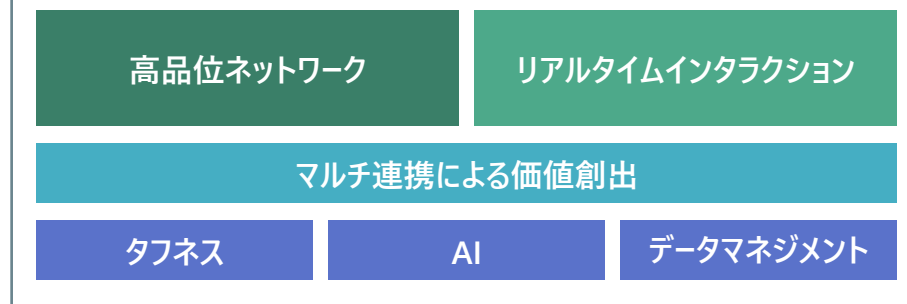 高品位ネットワーク
リアルタイムインタラクション
マルチ連携による価値創出
タフネス
AI
データマネジメント